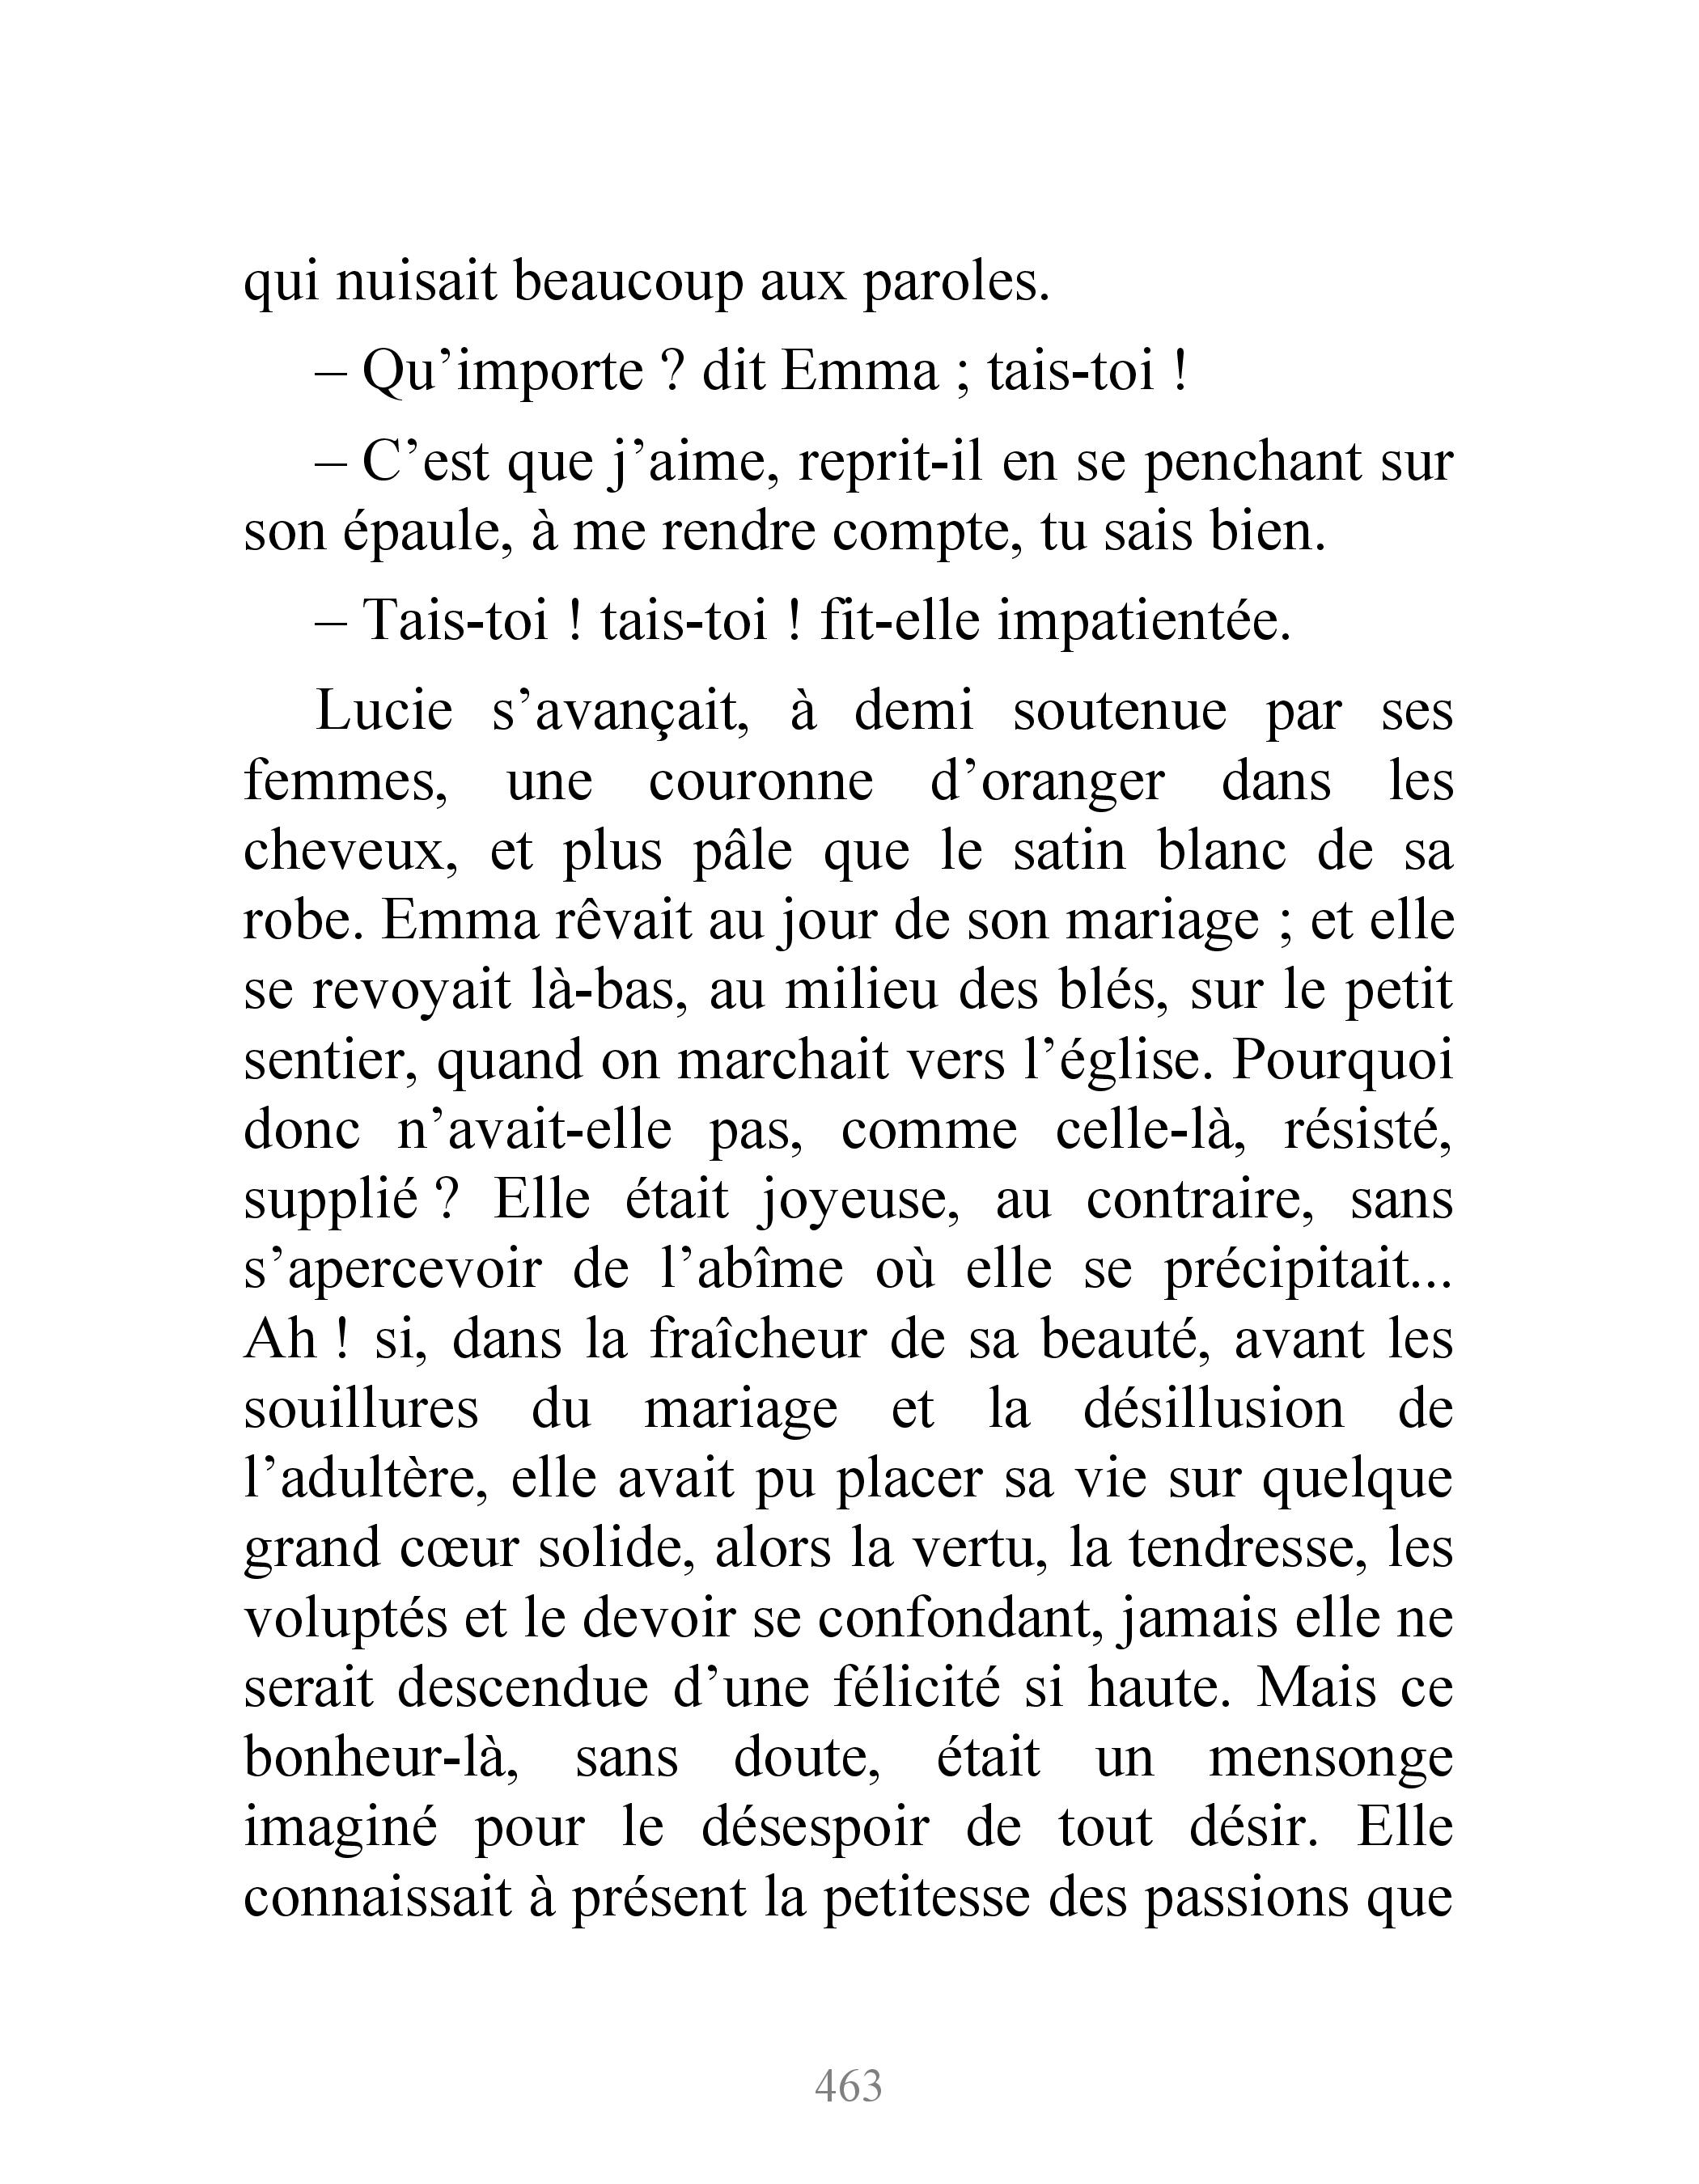 qui nuisait beaucoup aux paroles.
– Qu’importe ? dit Emma ; tais-toi !
– C’est que j’aime, reprit-il en se penchant sur
son épaule, à me rendre compte, tu sais bien.
– Tais-toi ! tais-toi ! fit-elle impatientée.
Lucie s’avançait, à demi soutenue par ses
femmes, une couronne d’oranger dans les
cheveux, et plus pâle que le satin blanc de sa
robe. Emma rêvait au jour de son mariage ; et elle
se revoyait là-bas, au milieu des blés, sur le petit
sentier, quand on marchait vers l’église. Pourquoi
donc n’avait-elle pas, comme celle-là, résisté,
supplié ? Elle était joyeuse, au contraire, sans
s’apercevoir de l’abîme où elle se précipitait...
Ah ! si, dans la fraîcheur de sa beauté, avant les
souillures du mariage et la désillusion de
l’adultère, elle avait pu placer sa vie sur quelque
grand cœur solide, alors la vertu, la tendresse, les
voluptés et le devoir se confondant, jamais elle ne
serait descendue d’une félicité si haute. Mais ce
bonheur-là, sans doute, était un mensonge
imaginé pour le désespoir de tout désir. Elle
connaissait à présent la petitesse des passions que
463